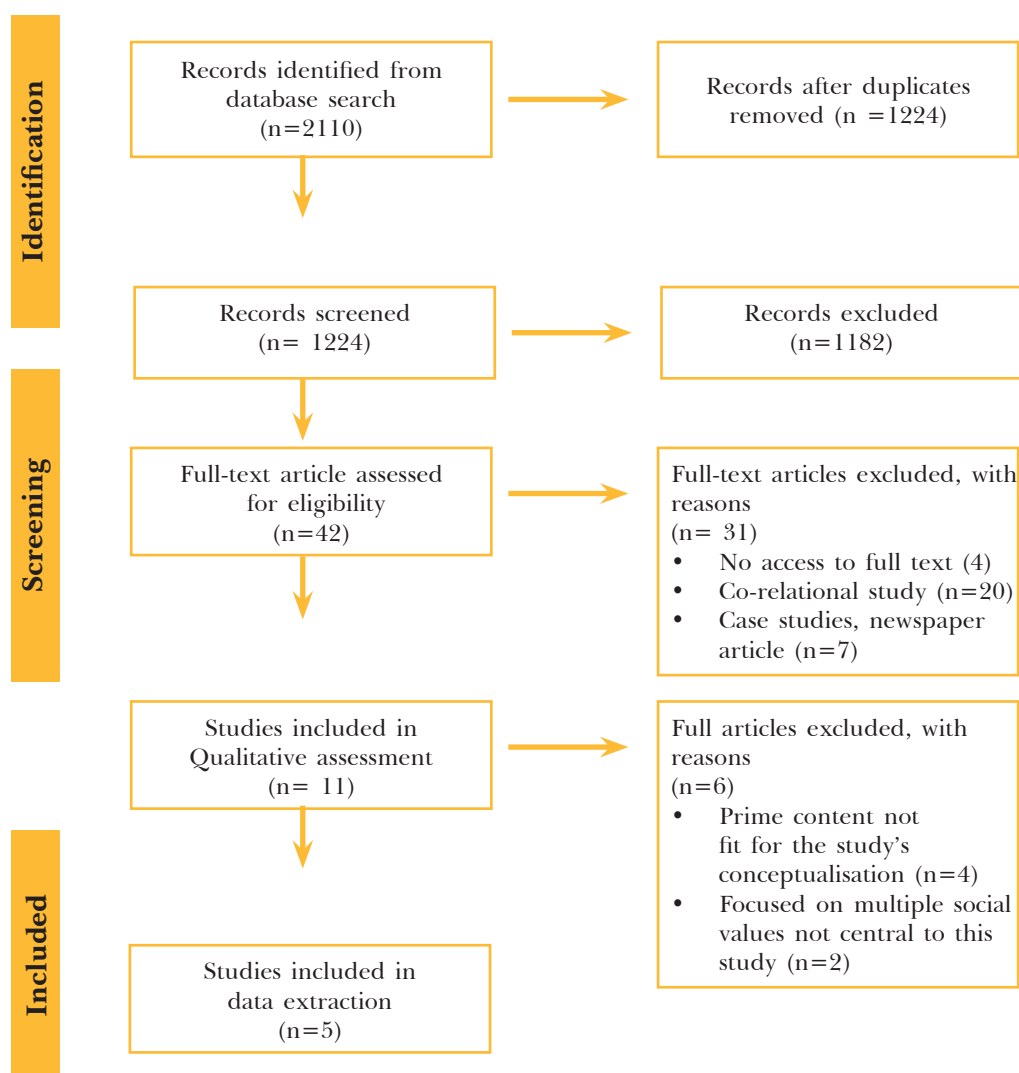 Identification
Records identified from
database search
(n=2110)
Records after duplicates
removed (n =1224)
Records screened
(n= 1224)
Records excluded
(n=1182)
Screening
Full-text article assessed
for eligibility
(n=42)
Full-text articles excluded, with
reasons
(n= 31)
• No access to full text (4)
• Co-relational study (n=20)
• Case studies, newspaper
article (n=7)
Studies included in
Qualitative assessment
(n= 11)
Full articles excluded, with
reasons
(n=6)
• Prime content not
fit for the study's
conceptualisation (n=4)
• Focused on multiple social
values not central to this
study (n=2)
Included
Studies included in
data extraction
(n=5)